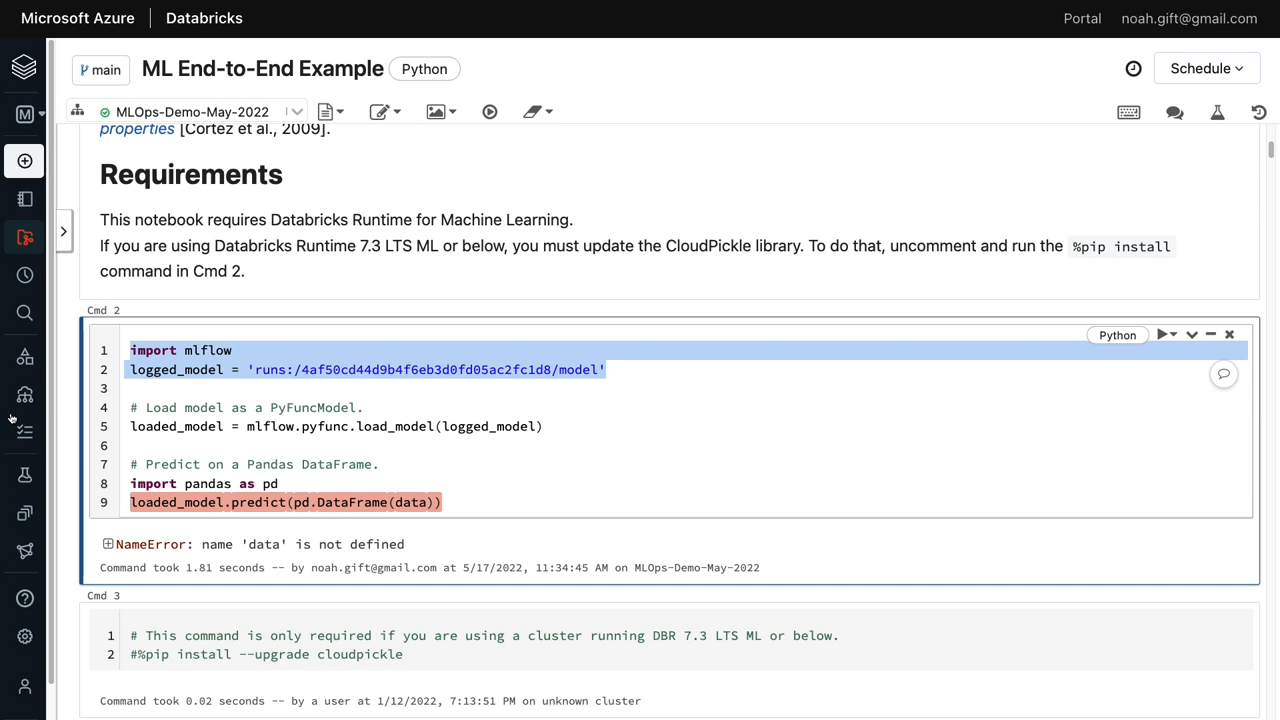 Microsoft Azure | Databricks Portal noah.gift@gmail.com
main ML End-to-End Example Python Schedule
M MLOps-Demo-May-2022
properties [Cortez et al., 2009].
Requirements
This notebook requires Databricks Runtime for Machine Learning.
If you are using Databricks Runtime 7.3 LTS ML or below, you must update the CloudPickle library. To do that, uncomment and run the %pip install
command in Cmd 2.
Cmd 2
Python
1 import mlflow
2 logged_model = 'runs:/4af50cd44d9b4f6eb3d0fd05ac2fc1d8/model'
3
4 # Load model as a PyFuncModel.
5 loaded_model = mlflow.pyfunc.load_model(logged_model)
6
7 # Predict on a Pandas DataFrame.
8 import pandas as pd
9 loaded_model.predict(pd.DataFrame(data))
NameError: name 'data' is not defined
Command took 1.81 seconds -- by noah.gift@gmail.com at 5/17/2022, 11:34:45 AM on MLOps-Demo-May-2022
Cmd 3
1 # This command is only required if you are using a cluster running DBR 7.3 LTS ML or below.
2 #%pip install --upgrade cloudpickle
Command took 0.02 seconds -- by a user at 1/12/2022, 7:13:51 PM on unknown cluster